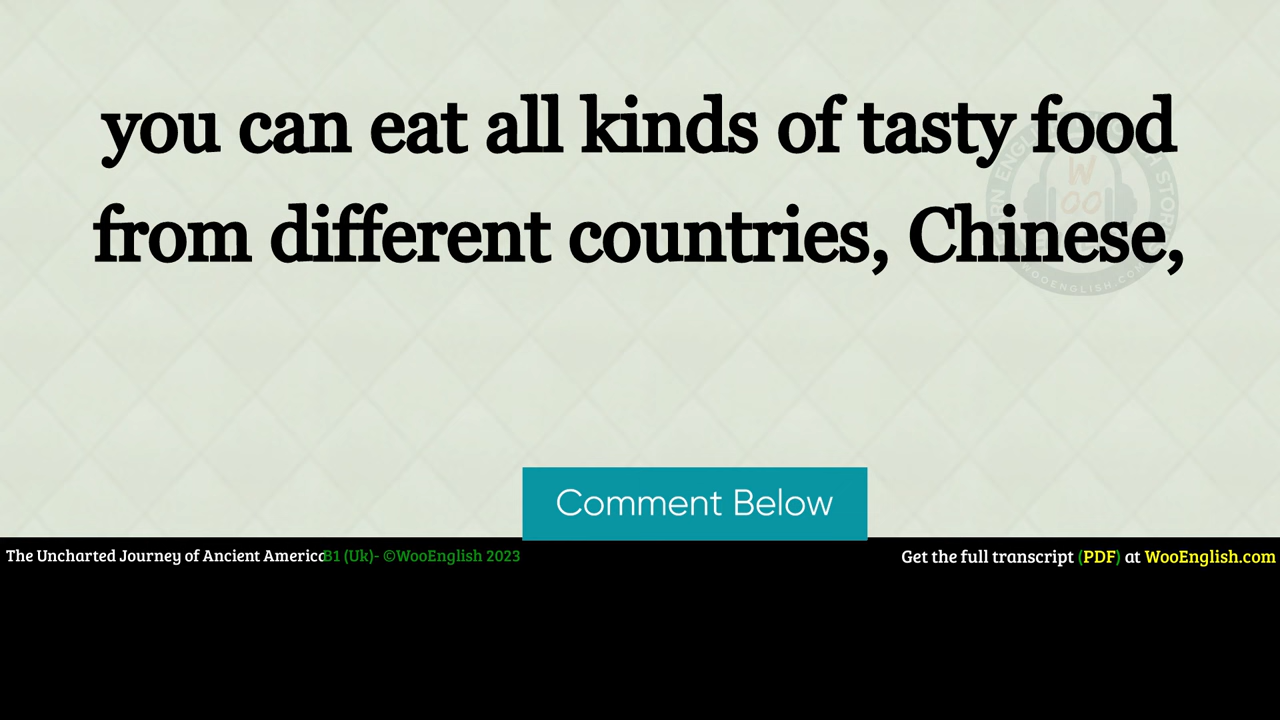 you can eat all kinds of tasty food
from different countries, Chinese,
Comment Below
The Uncharted Journey of Ancient America B1 (Uk)- ©WooEnglish 2023
Get the full transcript (PDF) at WooEnglish.com